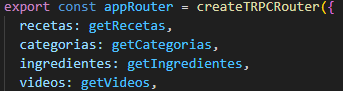 export const appRouter = createTRPCRouter({
  recetas: getRecetas,
  categorias: getCategorias,
  ingredientes: getIngredientes,
  videos: getVideos,